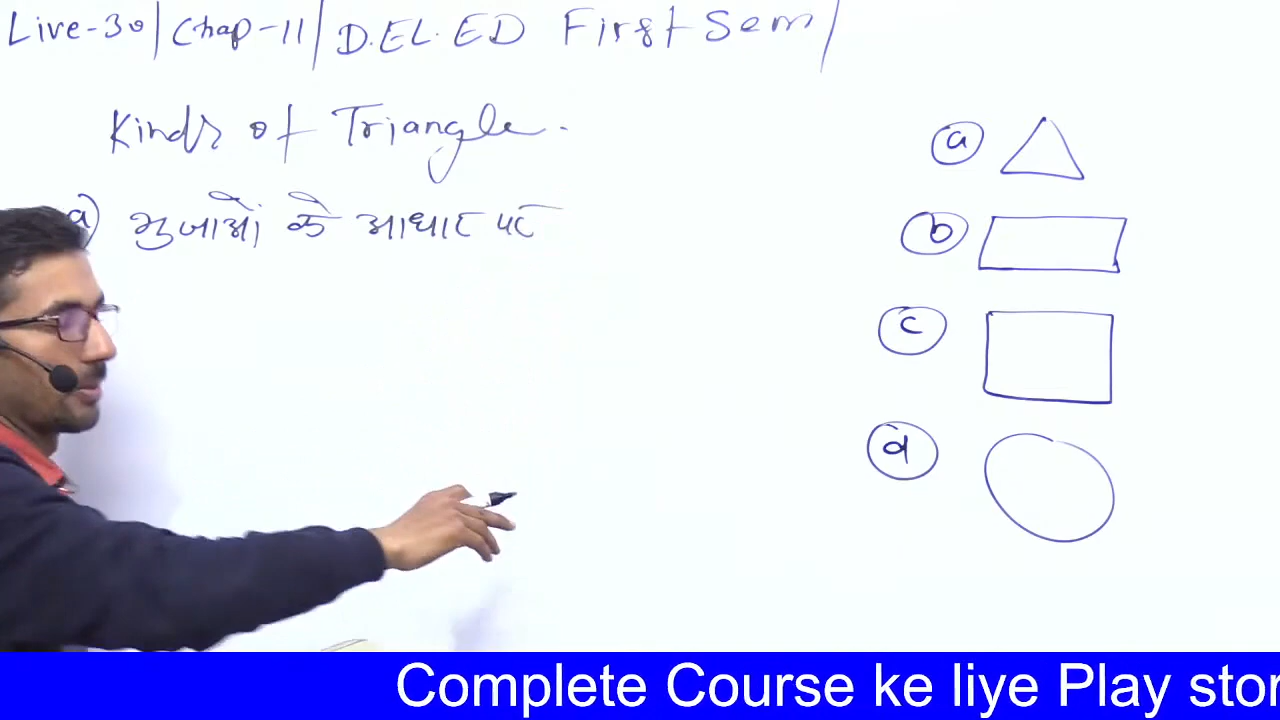 Live-30/Chap-11/D.EL.ED First Sem/
Kinds of Triangle.
a) भुजाओं के आधार पर
a
b
c
d
Complete Course ke liye Play stor